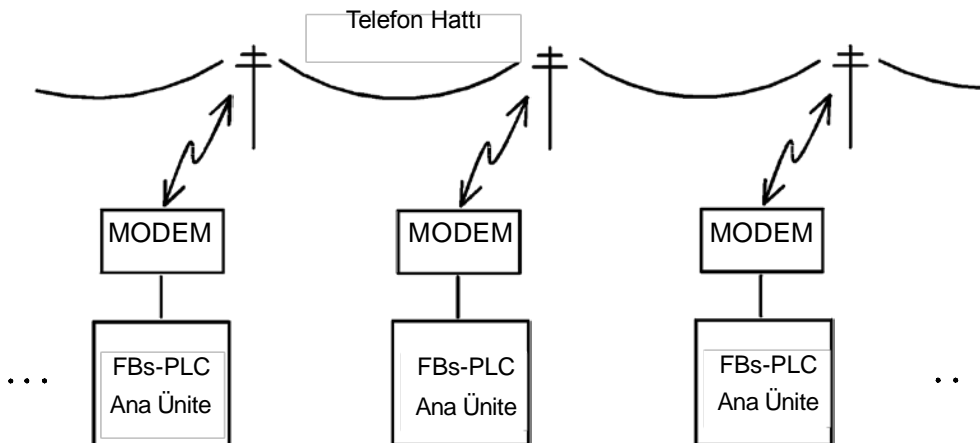 Telefon Hattı
MODEM
MODEM
MODEM
FBs-PLC
Ana Ünite
FBs-PLC
Ana Ünite
FBs-PLC
Ana Ünite